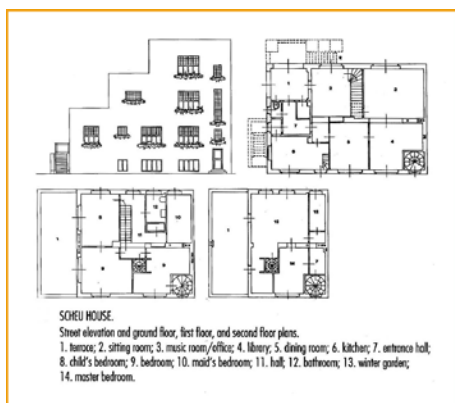 SCHEU HOUSE.
Street elevation and ground floor, first floor, and second floor plans.
1. terrace; 2. sitting room; 3. music room/office; 4. library; 5. dining room; 6. kitchen; 7. entrance hall;
8. child's bedroom; 9. bedroom; 10. maid's bedroom; 11. hall; 12. bathroom; 13. winter garden;
14. master bedroom.